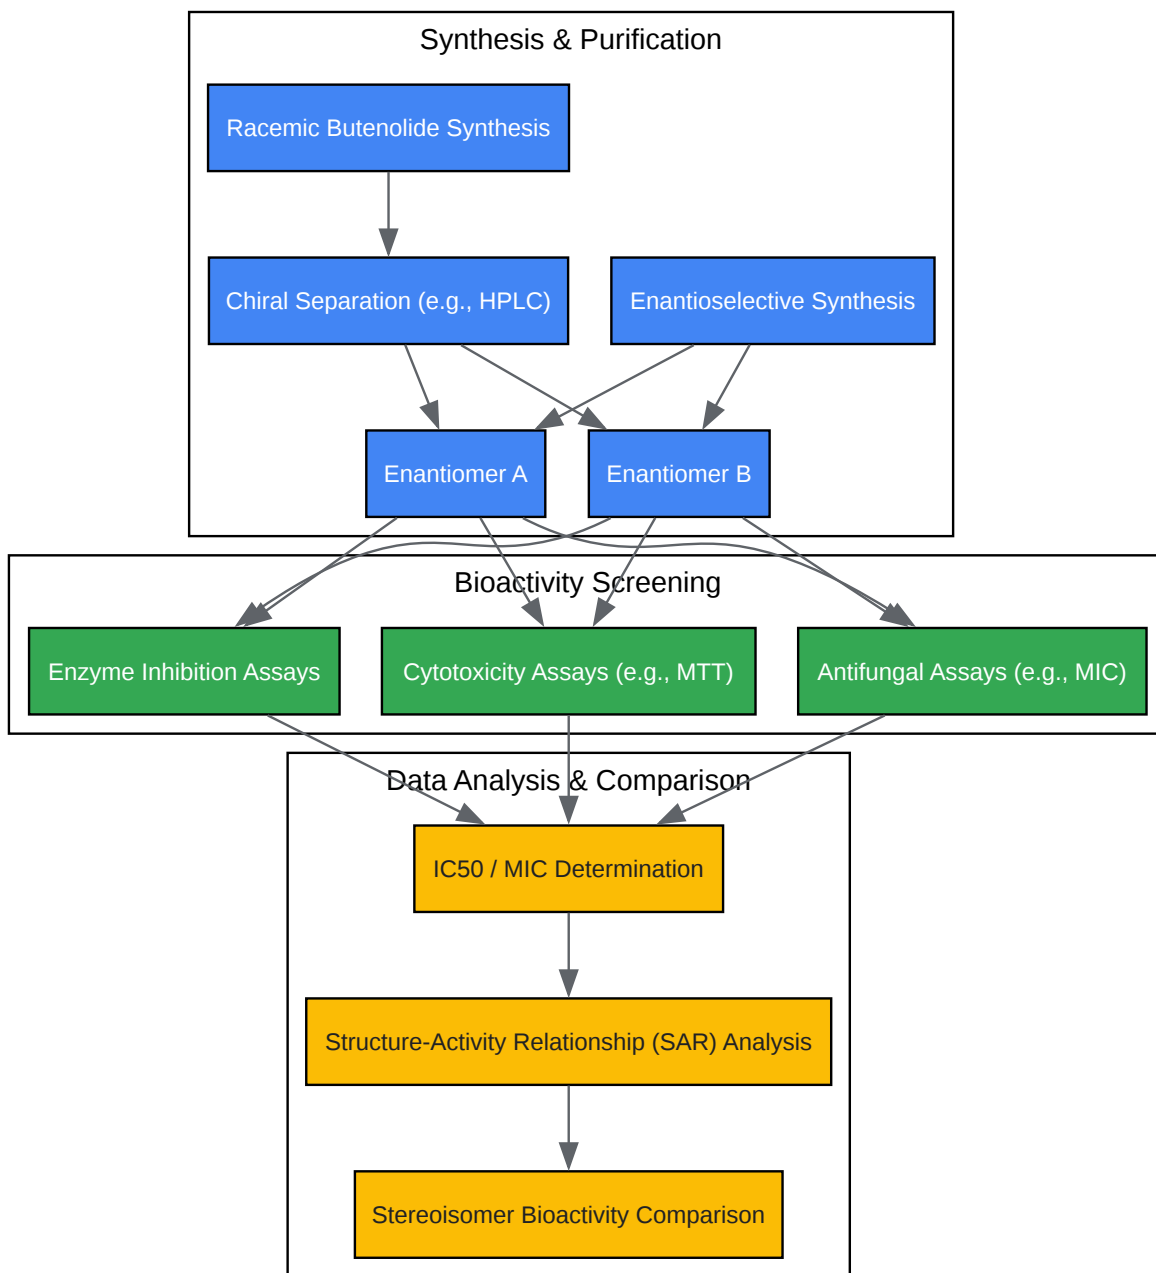 Synthesis & Purification
Racemic Butenolide Synthesis
Chiral Separation (e.g., HPLC)
Enantioselective Synthesis
Enantiomer A
Enantiomer B
Bioactivity Screening
Enzyme Inhibition Assays
Cytotoxicity Assays (e.g., MTT)
Antifungal Assays (e.g., MIC)
Data Analysis & Comparison
IC50 / MIC Determination
Structure-Activity Relationship (SAR) Analysis
Stereoisomer Bioactivity Comparison